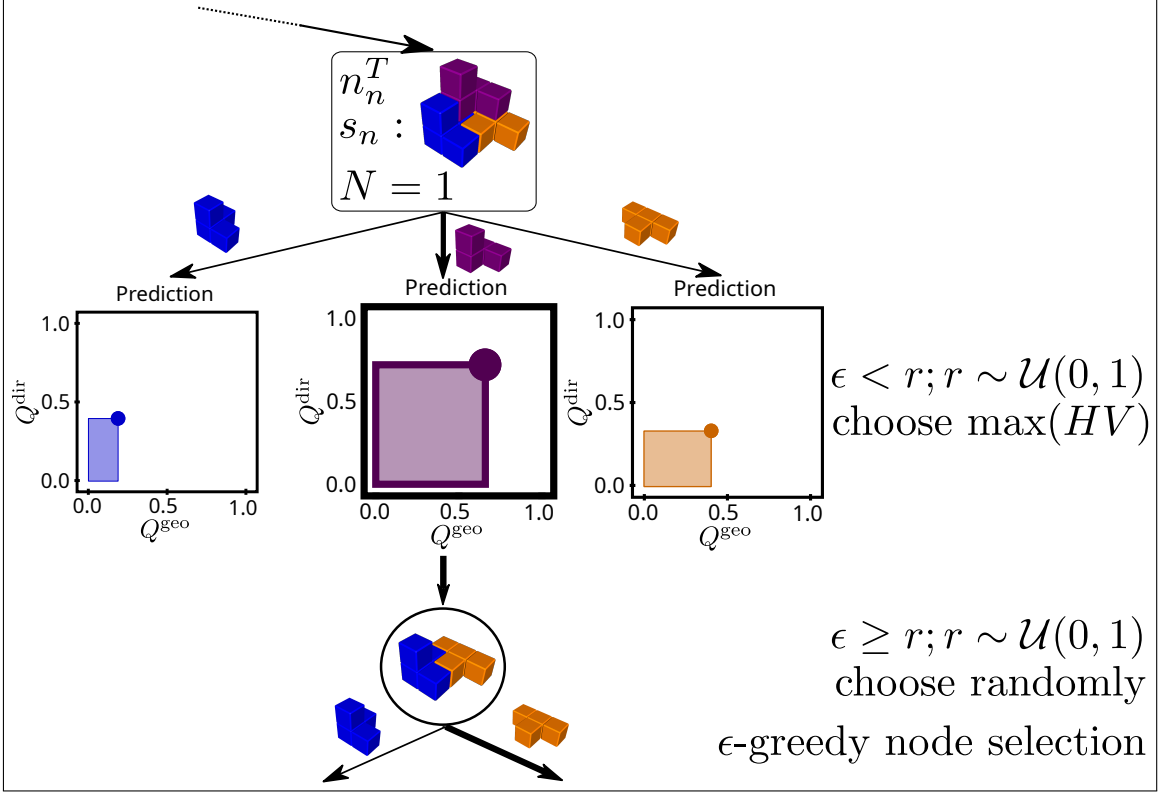 n_n^T
s_n :
N = 1
Prediction
Prediction
Prediction
1.0
0.5
0.0
Q^dir
0.0 0.5 1.0
Q^geo
1.0
0.5
0.0
Q^dir
0.0 0.5 1.0
Q^geo
1.0
0.5
0.0
Q^dir
0.0 0.5 1.0
Q^geo
ϵ < r; r ∼ 𝒰(0, 1)
choose max(HV)
ϵ ≥ r; r ∼ 𝒰(0, 1)
choose randomly
ϵ-greedy node selection